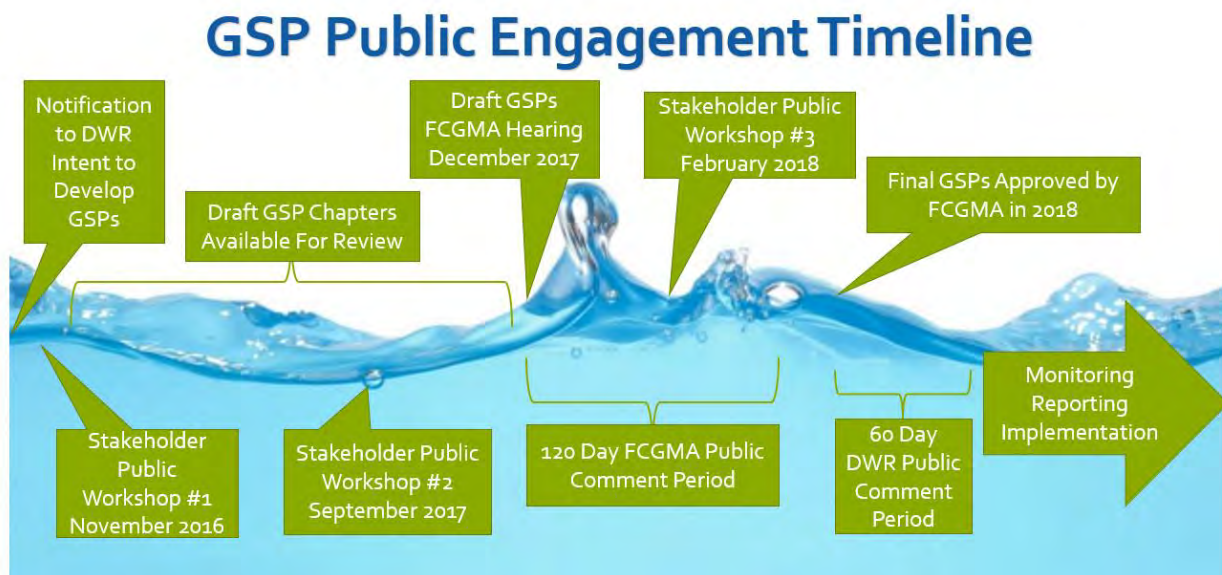 GSP Public Engagement Timeline
Notification
to DWR
Intent to
Develop
GSPs
Draft GSP Chapters
Available For Review
Draft GSPs
FCGMA Hearing
December 2017
Stakeholder Public
Workshop #3
February 2018
Final GSPs Approved by
FCGMA in 2018
Stakeholder
Public
Workshop #1
November 2016
Stakeholder Public
Workshop #2
September 2017
120 Day FCGMA Public
Comment Period
60 Day
DWR Public
Comment
Period
Monitoring
Reporting
Implementation